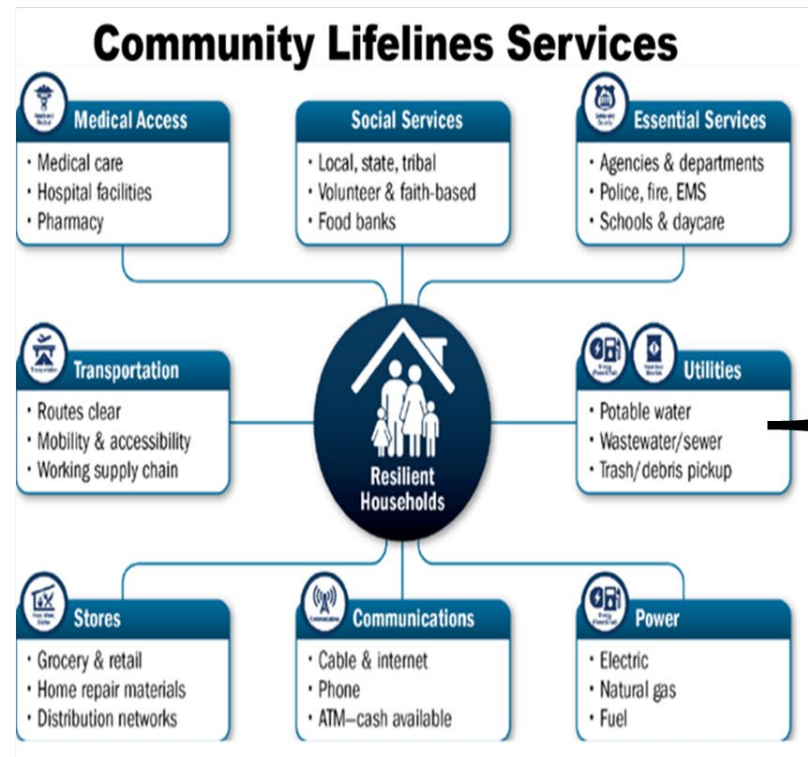 Community Lifelines Services
Medical Access
· Medical care
· Hospital facilities
· Pharmacy
Social Services
· Local, state, tribal
· Volunteer & faith-based
· Food banks
Essential Services
· Agencies & departments
· Police, fire, EMS
· Schools & daycare
Transportation
· Routes clear
· Mobility & accessibility
· Working supply chain
Resilient
Households
Utilities
· Potable water
· Wastewater/sewer
· Trash/debris pickup
Stores
· Grocery & retail
· Home repair materials
· Distribution networks
Communications
· Cable & internet
· Phone
· ATM—cash available
Power
· Electric
· Natural gas
· Fuel